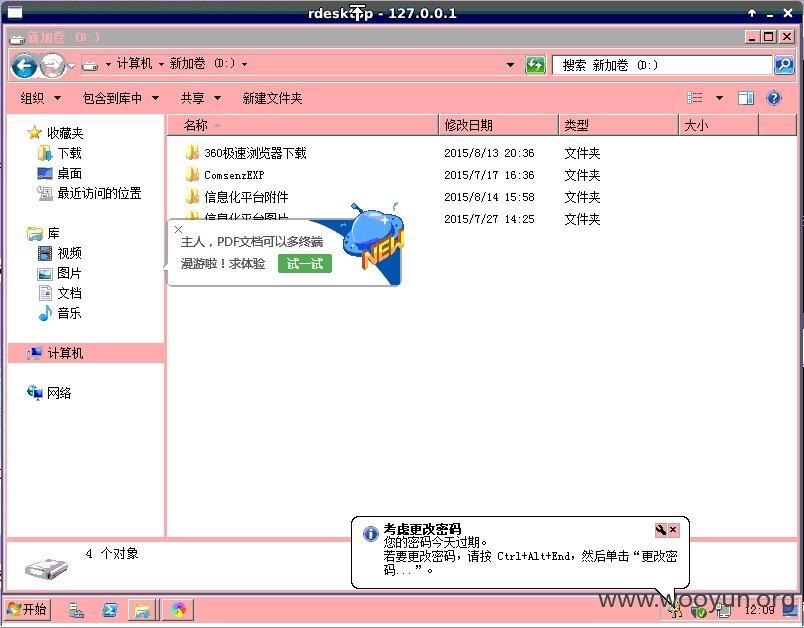 rdesktop - 127.0.0.1
新加卷 (D:)
计算机 新加卷 (D:)
搜索 新加卷 (D:)
组织 包含到库中 共享 新建文件夹
收藏夹
下载
桌面
最近访问的位置
库
视频
图片
文档
音乐
计算机
网络
名称 修改日期 类型 大小
360极速浏览器下载 2015/8/13 20:36 文件夹
ComsenzEXP 2015/7/17 16:36 文件夹
信息化平台附件 2015/8/14 15:58 文件夹
信息化平台图片 2015/7/27 14:25 文件夹
主人，PDF文档可以多终端
漫游啦！求体验 试一试
NEW
4 个对象
考虑更改密码
您的密码今天过期。
若要更改密码，请按 Ctrl+Alt+End，然后单击“更改密
码...”。
www.wooyun.org
开始
12:09